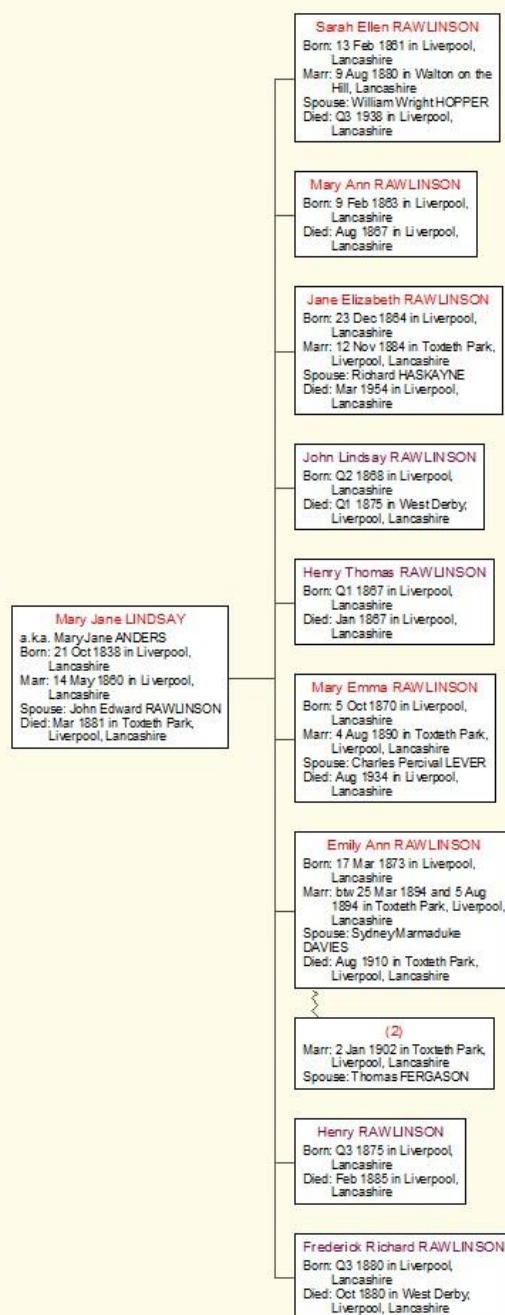 Sarah Ellen RAWLINSON
Born: 13 Feb 1861 in Liverpool,
Lancashire
Marr: 9 Aug 1880 in Walton on the
Hill, Lancashire
Spouse: William Wright HOPPER
Died: Q3 1938 in Liverpool,
Lancashire
Mary Ann RAWLINSON
Born: 9 Feb 1863 in Liverpool,
Lancashire
Died: Aug 1867 in Liverpool,
Lancashire
Jane Elizabeth RAWLINSON
Born: 23 Dec 1864 in Liverpool,
Lancashire
Marr: 12 Nov 1884 in Toxteth Park,
Liverpool, Lancashire
Spouse: Richard HASKAYNE
Died: Mar 1954 in Liverpool,
Lancashire
John Lindsay RAWLINSON
Born: Q2 1868 in Liverpool,
Lancashire
Died: Q1 1875 in West Derby,
Liverpool, Lancashire
Henry Thomas RAWLINSON
Born: Q1 1867 in Liverpool,
Lancashire
Died: Jan 1867 in Liverpool,
Lancashire
Mary Jane LINDSAY
a.k.a. Mary Jane ANDERS
Born: 21 Oct 1838 in Liverpool,
Lancashire
Marr: 14 May 1860 in Liverpool,
Lancashire
Spouse: John Edward RAWLINSON
Died: Mar 1881 in Toxteth Park,
Liverpool, Lancashire
Mary Emma RAWLINSON
Born: 5 Oct 1870 in Liverpool,
Lancashire
Marr: 4 Aug 1890 in Toxteth Park,
Liverpool, Lancashire
Spouse: Charles Percival LEVER
Died: Aug 1934 in Liverpool,
Lancashire
Emily Ann RAWLINSON
Born: 17 Mar 1873 in Liverpool,
Lancashire
Marr: btw 25 Mar 1894 and 5 Aug
1894 in Toxteth Park, Liverpool,
Lancashire
Spouse: Sydney Marmaduke
DAVIES
Died: Aug 1910 in Toxteth Park,
Liverpool, Lancashire
(2)
Marr: 2 Jan 1902 in Toxteth Park,
Liverpool, Lancashire
Spouse: Thomas FERGASON
Henry RAWLINSON
Born: Q3 1875 in Liverpool,
Lancashire
Died: Feb 1885 in Liverpool,
Lancashire
Frederick Richard RAWLINSON
Born: Q3 1880 in Liverpool,
Lancashire
Died: Oct 1880 in West Derby,
Liverpool, Lancashire